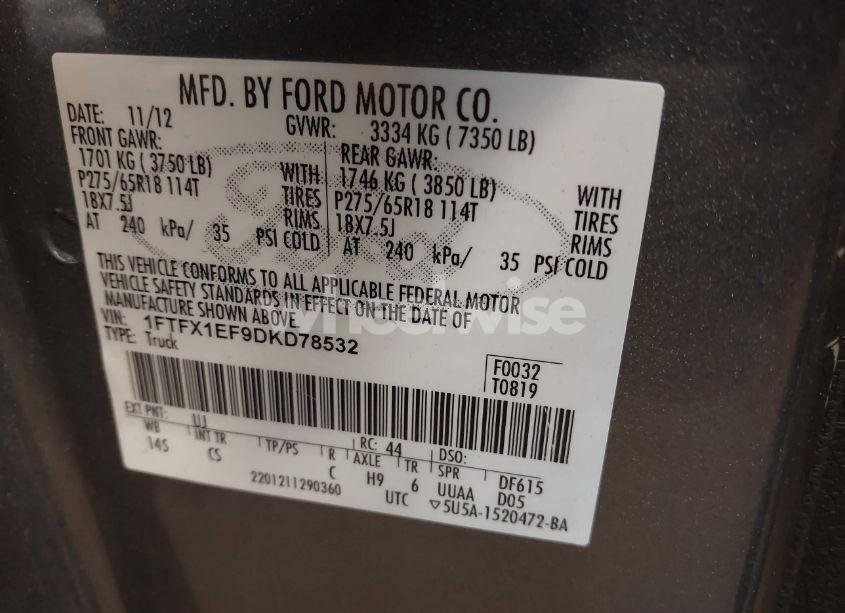 MFD. BY FORD MOTOR CO.
DATE: 11/12 GVWR: 3334 KG ( 7350 LB)
FRONT GAWR: REAR GAWR:
1701 KG ( 3750 LB) WITH 1746 KG ( 3850 LB) WITH
P275/65R18 114T TIRES P275/65R18 114T TIRES
18X7.5J RIMS 18X7.5J RIMS
AT 240 kPa/ 35 PSI COLD AT 240 kPa/ 35 PSI COLD
THIS VEHICLE CONFORMS TO ALL APPLICABLE FEDERAL MOTOR
VEHICLE SAFETY STANDARDS IN EFFECT ON THE DATE OF
MANUFACTURE SHOWN ABOVE
VIN: 1FTFX1EF9DKD78532
TYPE: Truck
F0032
T0819
EXT PNT: UJ RC: 44 DSO:
WB INT TR TP/PS R AXLE TR SPR DF615
145 CS C H9 6 UUAA D05
2201211290360 UTC ▽5U5A-1520472-BA
wheelwise
Ford